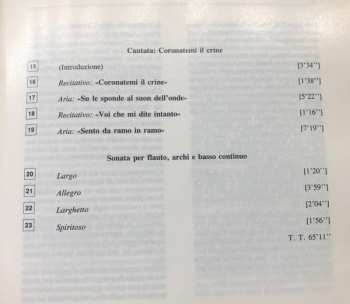 Cantata: Coronatemi il crine
15 (Introduzione) [3'34'']
16 Recitativo: «Coronatemi il crine» [1'38'']
17 Aria: «Su le sponde al suon dell'onde» [5'22'']
18 Recitativo: «Voi che mi dite intanto» [1'16'']
19 Aria: «Sento da ramo in ramo» [7'19'']
Sonata per flauto, archi e basso continuo
20 Largo [1'20'']
21 Allegro [3'59'']
22 Larghetto [2'04'']
23 Spiritoso [1'56'']
T. T. 65'11''